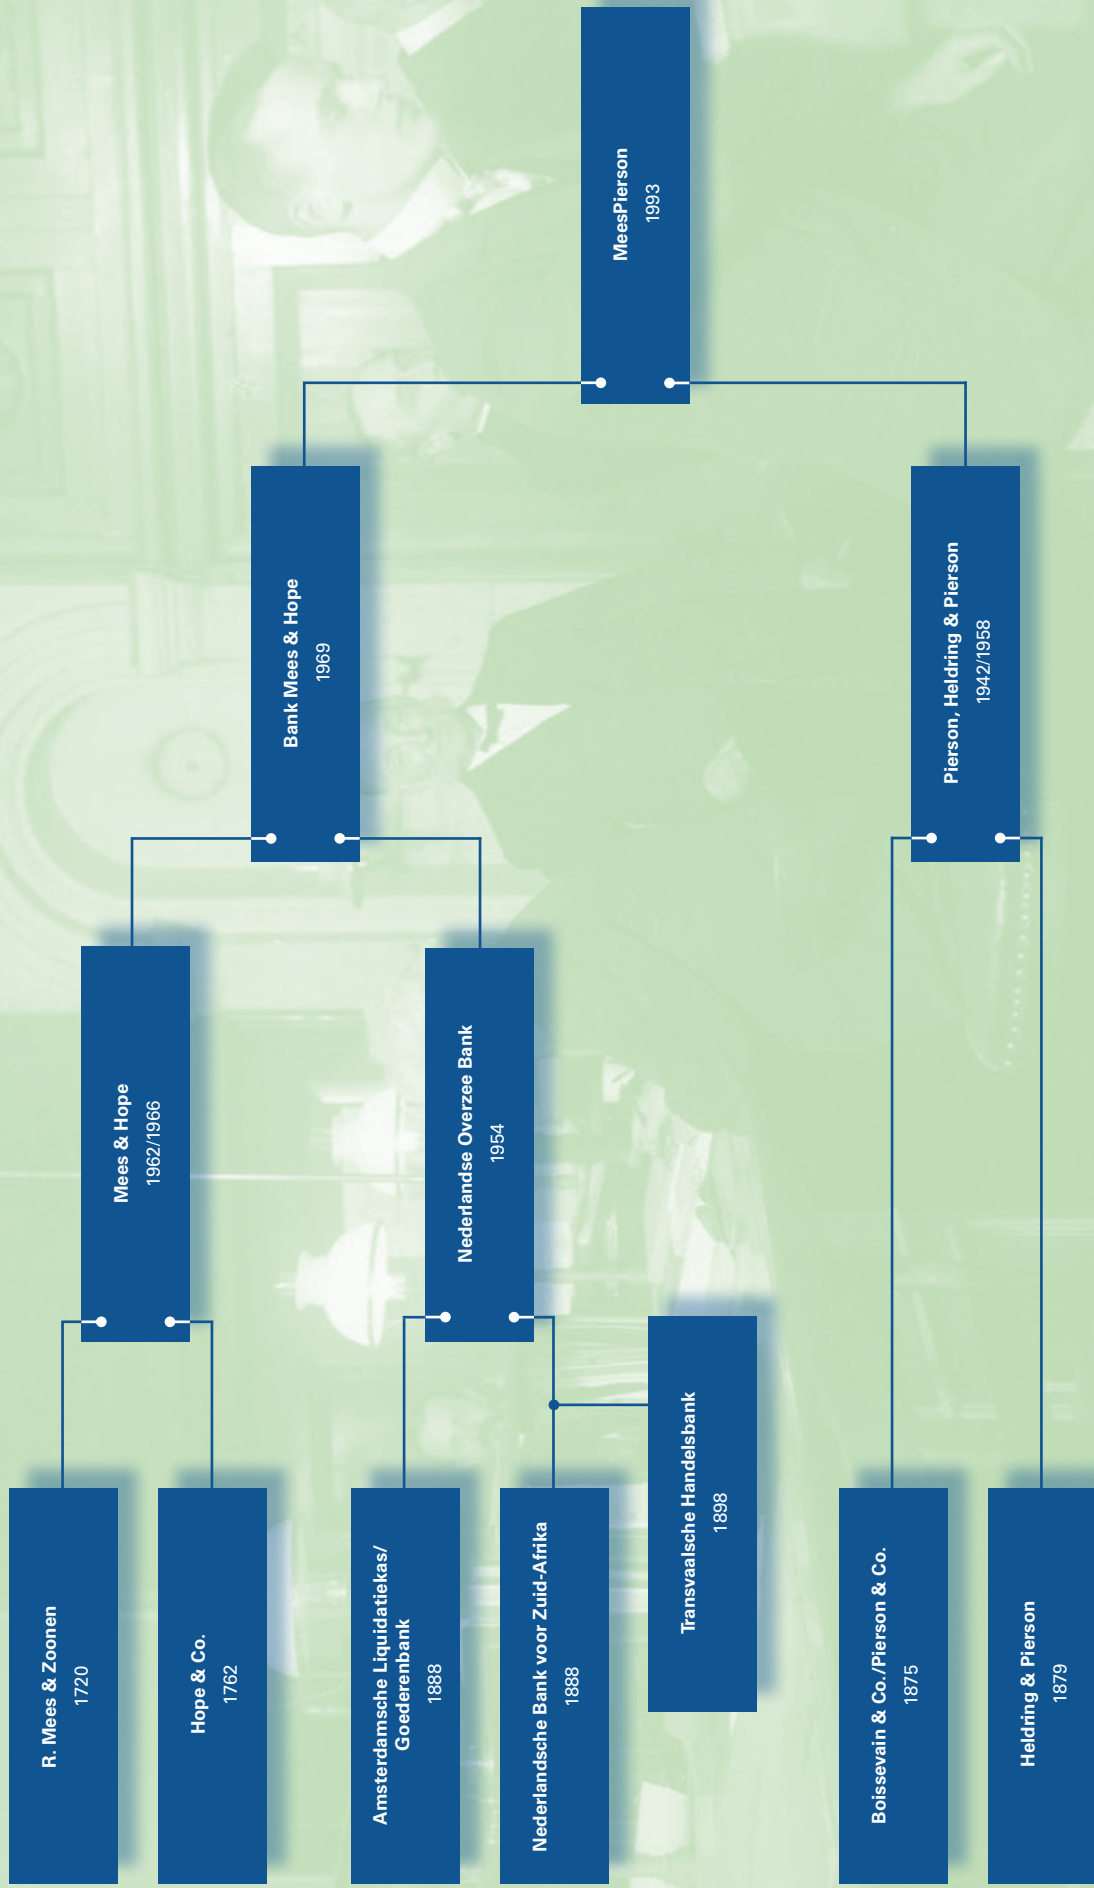 R. Mees & Zoonen
1720
Hope & Co.
1762
Amsterdamsche Liquidatiekas/
Goederenbank
1888
Nederlandsche Bank voor Zuid-Afrika
1888
Transvaalsche Handelsbank
1898
Boissevain & Co./Pierson & Co.
1875
Heldring & Pierson
1879
Mees & Hope
1962/1966
Nederlandse Overzee Bank
1954
Bank Mees & Hope
1969
Pierson, Heldring & Pierson
1942/1958
MeesPierson
1993